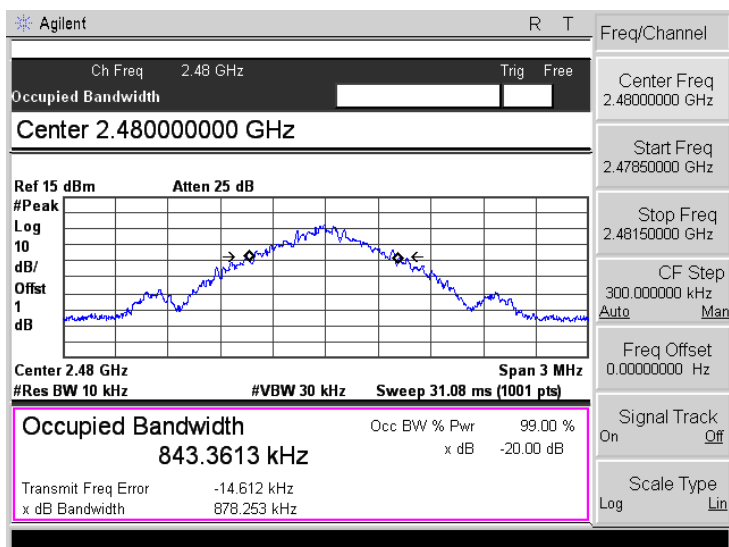 Agilent R T
Ch Freq 2.48 GHz Trig Free
Occupied Bandwidth
Center 2.480000000 GHz
Ref 15 dBm Atten 25 dB
#Peak
Log
10
dB/
Offst
1
dB
Center 2.48 GHz Span 3 MHz
#Res BW 10 kHz #VBW 30 kHz Sweep 31.08 ms (1001 pts)
Occupied Bandwidth Occ BW % Pwr 99.00 %
843.3613 kHz x dB -20.00 dB
Transmit Freq Error -14.612 kHz
x dB Bandwidth 878.253 kHz
Freq/Channel
Center Freq
2.48000000 GHz
Start Freq
2.47850000 GHz
Stop Freq
2.48150000 GHz
CF Step
300.000000 kHz
Auto Man
Freq Offset
0.00000000 Hz
Signal Track
On Off
Scale Type
Log Lin